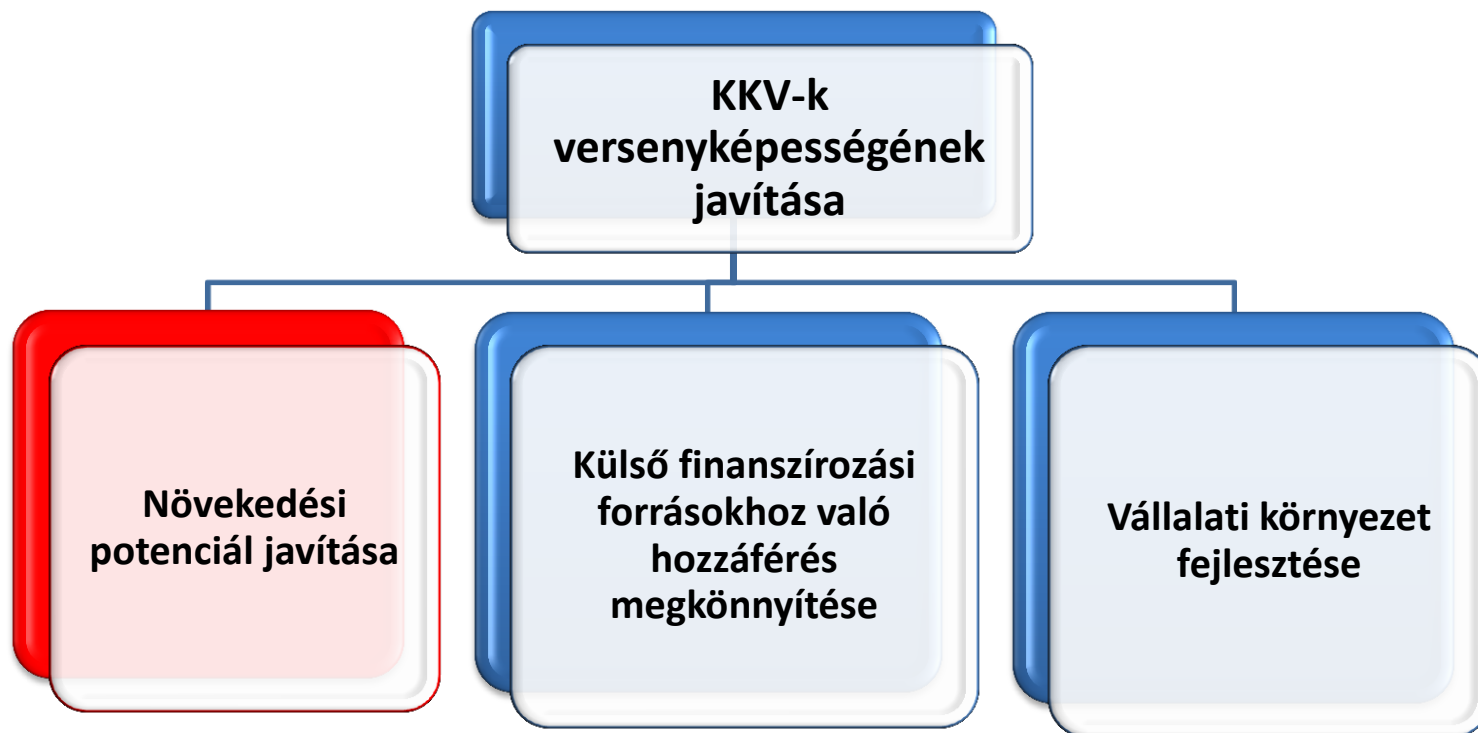 KKV-k
versenyképességének
javítása
Növekedési
potenciál javítása
Külső finanszírozási
forrásokhoz való
hozzáférés
megkönnyítése
Vállalati környezet
fejlesztése